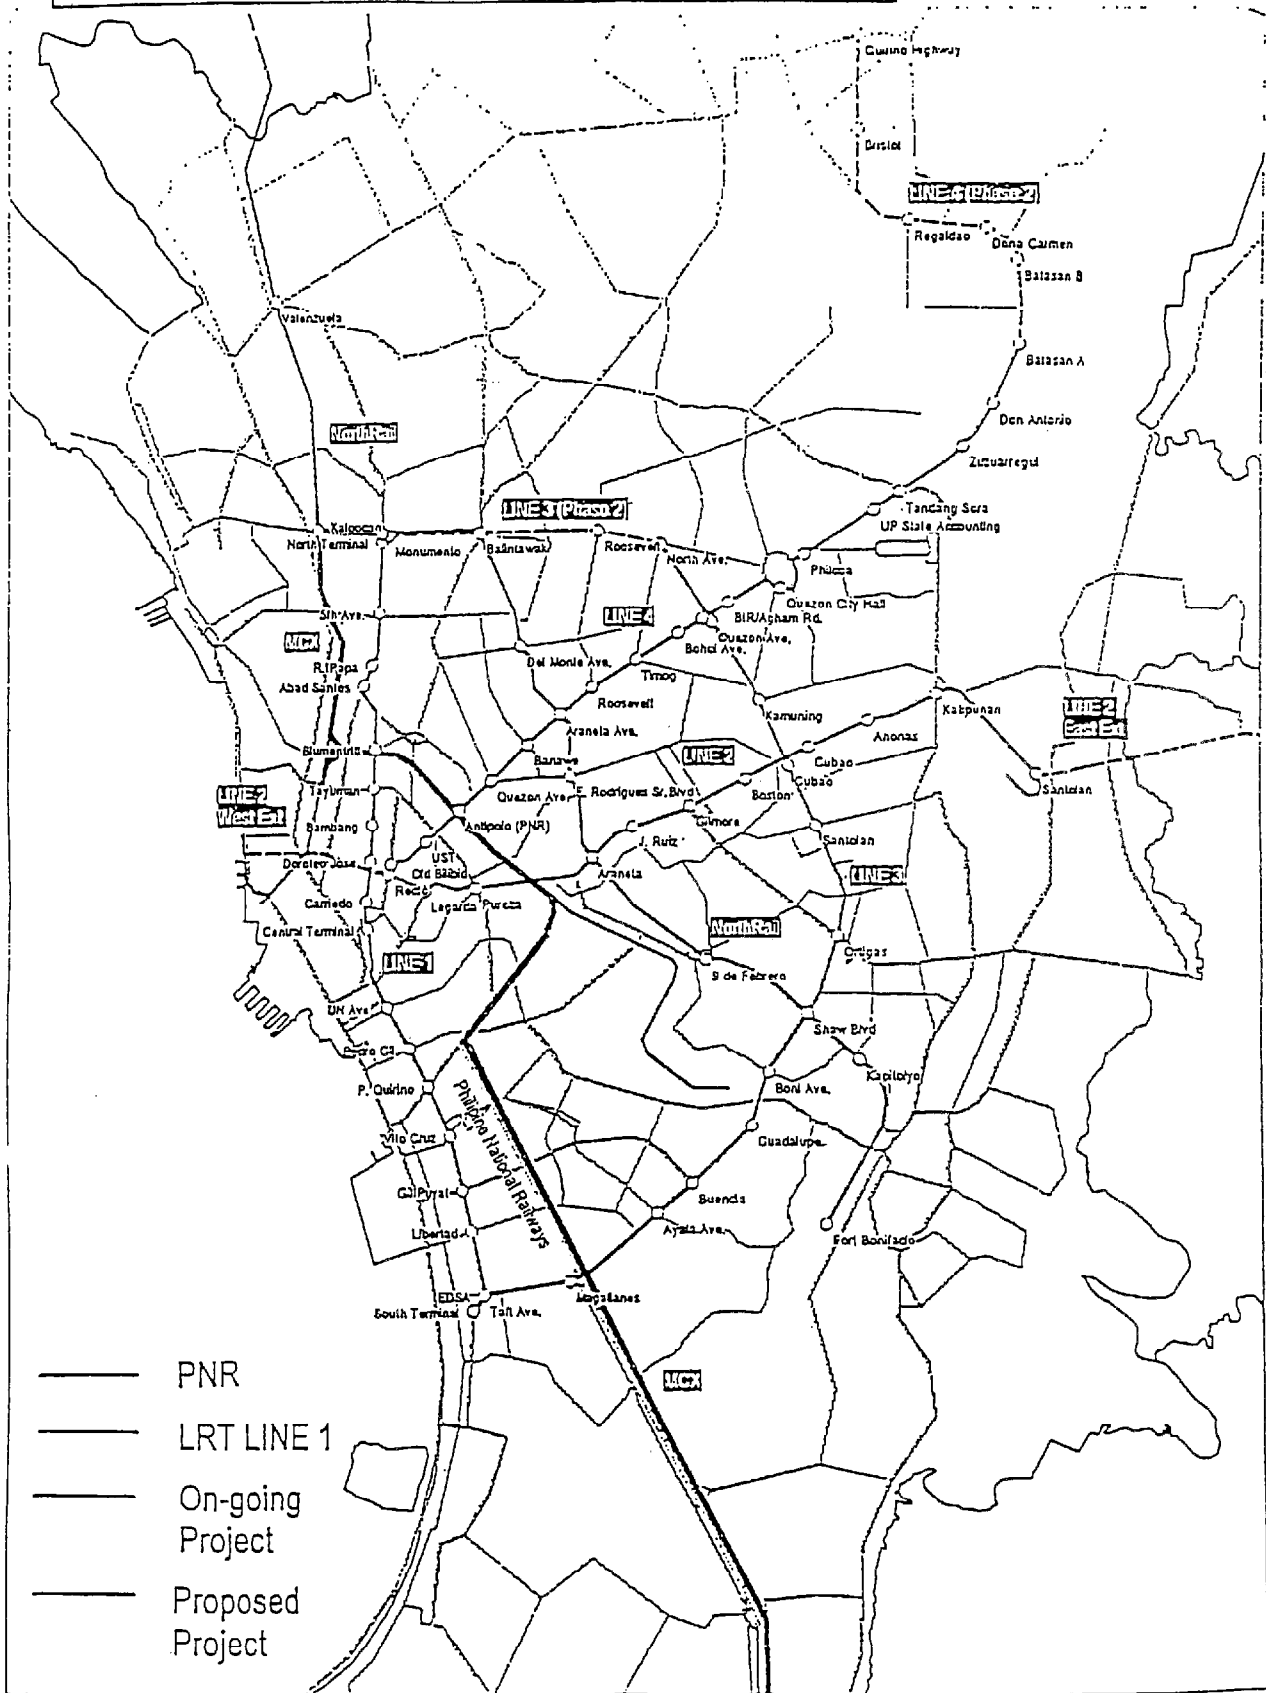 Highway
Bristol
LINE 4 (Phase 2)
Regaldao
Dona Carmen
Batasan B
Valenzuela
Batasan A
Don Antonio
NorthRail
Zuzuarregui
LINE 3 (Phase 2)
Tandang Sora
UP State Accounting
Kaloocan
North Terminal
Monumento
Balintawak
Roosevelt
North Ave.
Philcoa
Quezon City Hall
5th Ave.
LINE 4
BIR/Agham Rd.
Quezon Ave.
MCX
Bohol Ave.
R. Papa
Del Monte Ave.
Timog
Abad Santos
Roosevelt
Kamuning
Katipunan
LINE 2
East Ext
Araneta Ave.
Anonas
Blumentritt
Banawe
LINE 2
Cubao
Cubao
LINE 2
West Ext
Tayuman
Quezon Ave.
E. Rodrigues Sr. Blvd
Boston
Santolan
Bambang
Antipolo (PNR)
Gilmore
J. Ruiz
Santolan
UST
Doroteo Jose
Old Bilibid
Araneta
LINE 3
Recto
Carriedo
Legarda
Pureza
Central Terminal
NorthRail
Ortigas
LINE 1
9 de Febrero
UN Ave
Shaw Blvd
Pedro Gil
Kapitolyo
P. Quirino
Boni Ave.
Philipino National Railways
Vito Cruz
Guadalupe
Gil Puyat
Buendia
Libertad
Ayala Ave.
Fort Bonifacio
EDSA
Magallanes
South Terminal
Taft Ave.
MCX
PNR
LRT LINE 1
On-going
Project
Proposed
Project